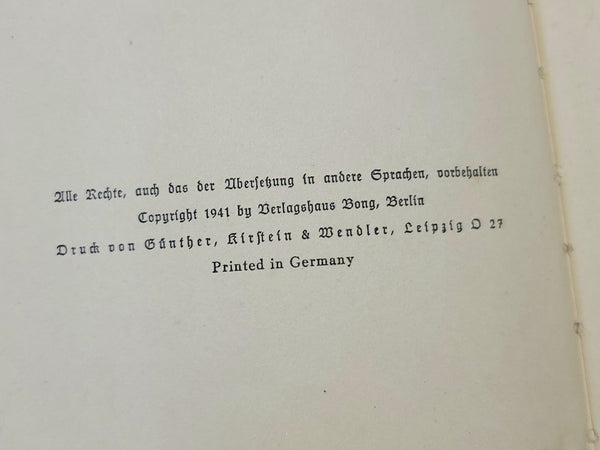 Alle Rechte, auch das der Übersetzung in andere Sprachen, vorbehalten
Copyright 1941 by Verlagshaus Bong, Berlin
Druck von Günther, Kirstein & Wendler, Leipzig O 27
Printed in Germany